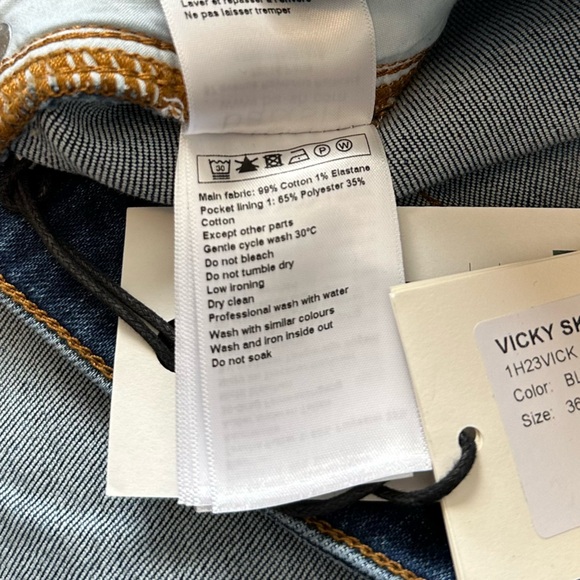 Laver et repasser à l'envers
Ne pas laisser tremper
30 P W
Main fabric: 99% Cotton 1% Elastane
Pocket lining 1: 65% Polyester 35%
Cotton
Except other parts
Gentle cycle wash 30°C
Do not bleach
Do not tumble dry
Low ironing
Dry clean
Professional wash with water
Wash with similar colours
Wash and iron inside out
Do not soak
VICKY SK
1H23VICK
Color: BL
Size: 36